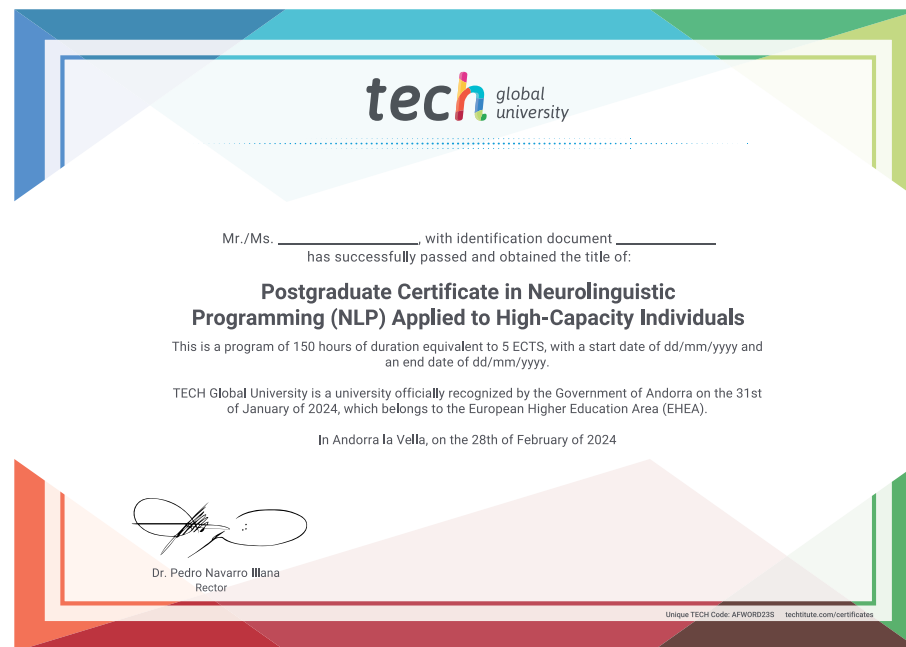 tech global
university
Mr./Ms. ____________, with identification document ____________
has successfully passed and obtained the title of:
Postgraduate Certificate in Neurolinguistic
Programming (NLP) Applied to High-Capacity Individuals
This is a program of 150 hours of duration equivalent to 5 ECTS, with a start date of dd/mm/yyyy and
an end date of dd/mm/yyyy.
TECH Global University is a university officially recognized by the Government of Andorra on the 31st
of January of 2024, which belongs to the European Higher Education Area (EHEA).
In Andorra la Vella, on the 28th of February of 2024
Dr. Pedro Navarro Illana
Rector
Unique TECH Code: AFWORD23S techtitute.com/certificates